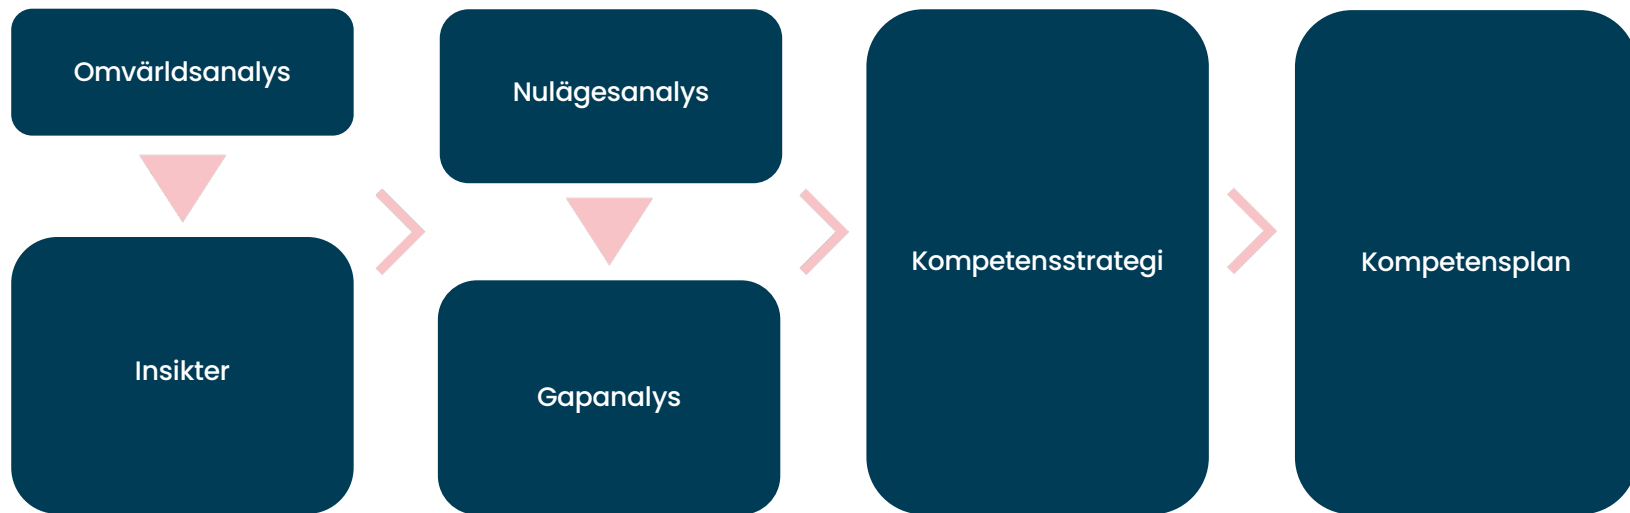 Omvärldsanalys
Insikter
Nulägesanalys
Gapanalys
Kompetensstrategi
Kompetensplan